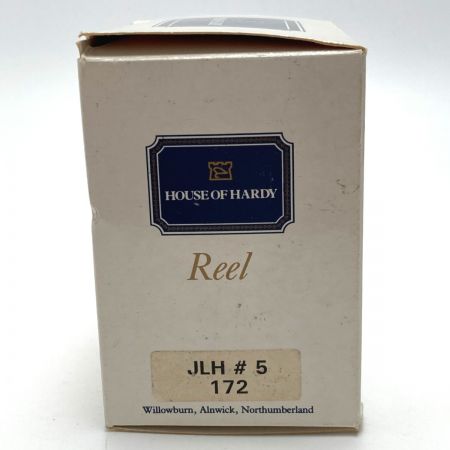 HOUSE OF HARDY
Reel
JLH # 5
172
Willowburn, Alnwick, Northumberland